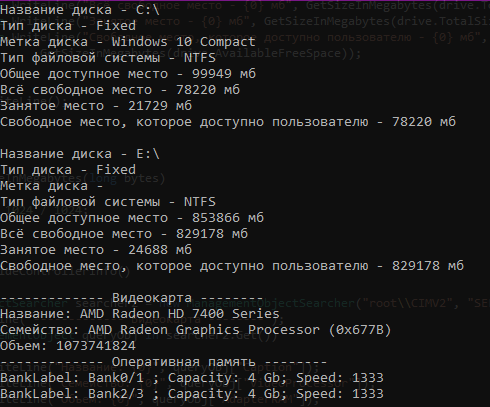 Название диска - C:\
Тип диска - Fixed
Метка диска - Windows 10 Compact
Тип файловой системы - NTFS
Общее доступное место - 99949 мб
Всё свободное место - 78220 мб
Занятое место - 21729 мб
Свободное место, которое доступно пользователю - 78220 мб
Название диска - E:\
Тип диска - Fixed
Метка диска -
Тип файловой системы - NTFS
Общее доступное место - 853866 мб
Всё свободное место - 829178 мб
Занятое место - 24688 мб
Свободное место, которое доступно пользователю - 829178 мб
------------- Видеокарта --------
Название: AMD Radeon HD 7400 Series
Семейство: AMD Radeon Graphics Processor (0x677B)
Объем: 1073741824
------------- Оперативная память --------
BankLabel: Bank0/1 ; Capacity: 4 Gb; Speed: 1333
BankLabel: Bank2/3 ; Capacity: 4 Gb; Speed: 1333